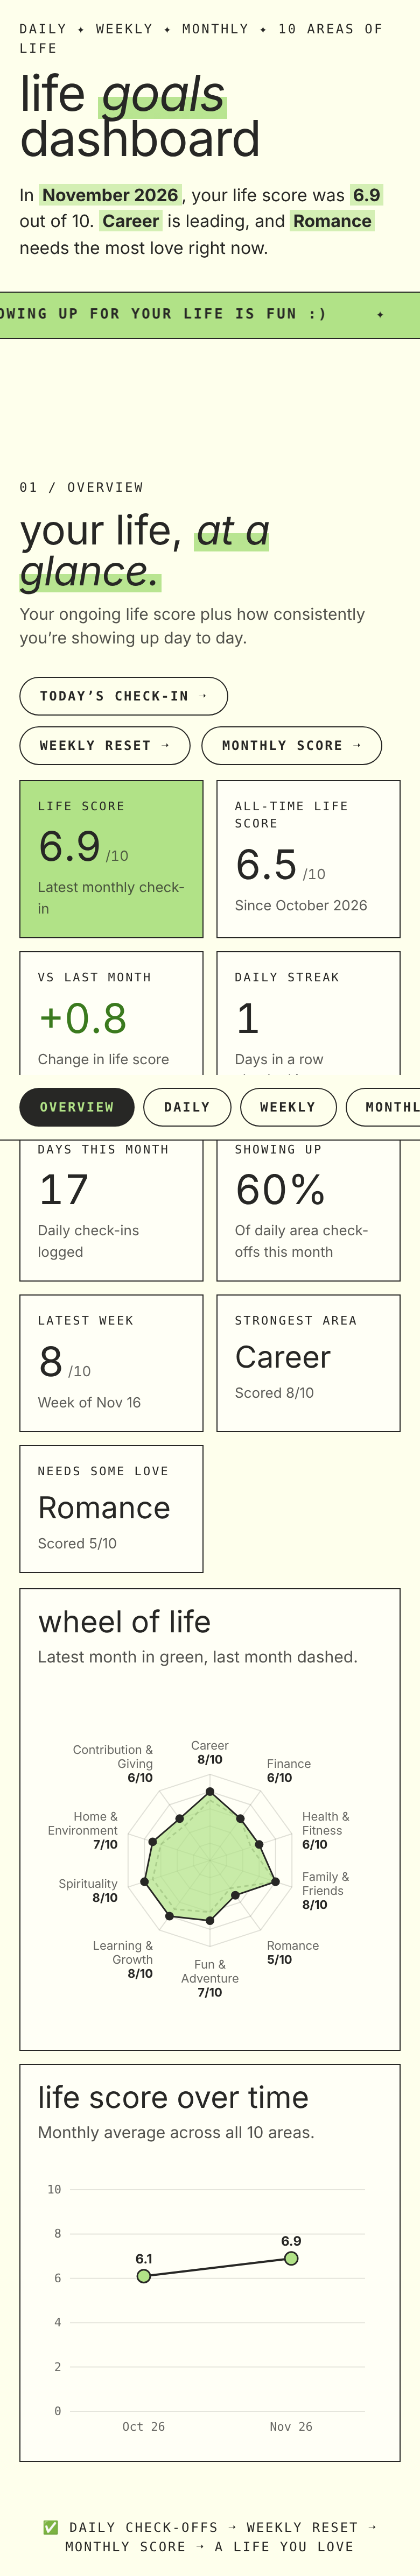 DAILY ✦ WEEKLY ✦ MONTHLY ✦ 10 AREAS OF
LIFE
life goals
dashboard
In November 2026, your life score was 6.9
out of 10. Career is leading, and Romance
needs the most love right now.
OWING UP FOR YOUR LIFE IS FUN :) ✦
01 / OVERVIEW
your life, at a
glance.
Your ongoing life score plus how consistently
you’re showing up day to day.
TODAY’S CHECK-IN ➝
WEEKLY RESET ➝
MONTHLY SCORE ➝
LIFE SCORE
6.9 /10
Latest monthly check-
in
ALL-TIME LIFE
SCORE
6.5 /10
Since October 2026
VS LAST MONTH
+0.8
Change in life score
DAILY STREAK
1
Days in a row
OVERVIEW
DAILY
WEEKLY
MONTHL
DAYS THIS MONTH
17
Daily check-ins
logged
SHOWING UP
60%
Of daily area check-
offs this month
LATEST WEEK
8 /10
Week of Nov 16
STRONGEST AREA
Career
Scored 8/10
NEEDS SOME LOVE
Romance
Scored 5/10
wheel of life
Latest month in green, last month dashed.
Career
8/10
Finance
6/10
Health &
Fitness
6/10
Family &
Friends
8/10
Romance
5/10
Fun &
Adventure
7/10
Learning &
Growth
8/10
Spirituality
8/10
Home &
Environment
7/10
Contribution &
Giving
6/10
life score over time
Monthly average across all 10 areas.
10
8
6
4
2
0
6.1
6.9
Oct 26
Nov 26
✅ DAILY CHECK-OFFS ➝ WEEKLY RESET ➝
MONTHLY SCORE ➝ A LIFE YOU LOVE